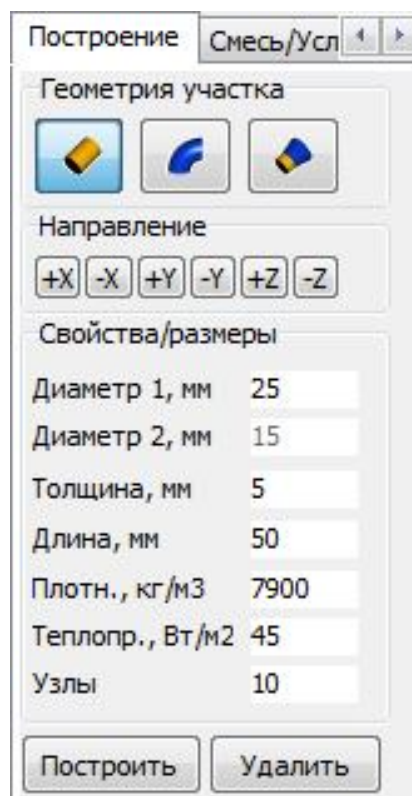 Построение Смесь/Усл
Геометрия участка
Направление
+X -X +Y -Y +Z -Z
Свойства/размеры
Диаметр 1, мм 25
Диаметр 2, мм 15
Толщина, мм 5
Длина, мм 50
Плотн., кг/м3 7900
Теплопр., Вт/м2 45
Узлы 10
Построить Удалить